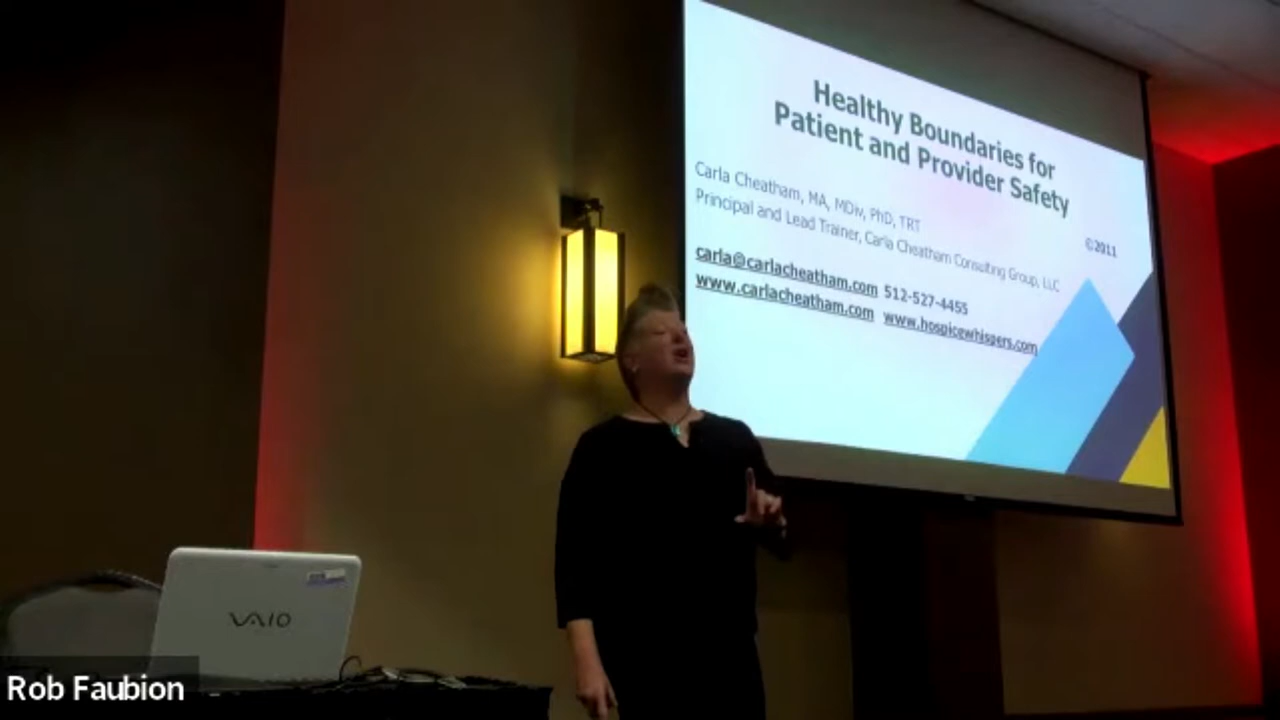 Healthy Boundaries for
Patient and Provider Safety
Carla Cheatham, MA, MDiv, PhD, TRT
Principal and Lead Trainer, Carla Cheatham Consulting Group, LLC
©2011
carla@carlacheatham.com 512-527-4455
www.carlacheatham.com www.hospicewhispers.com
VAIO
Rob Faubion